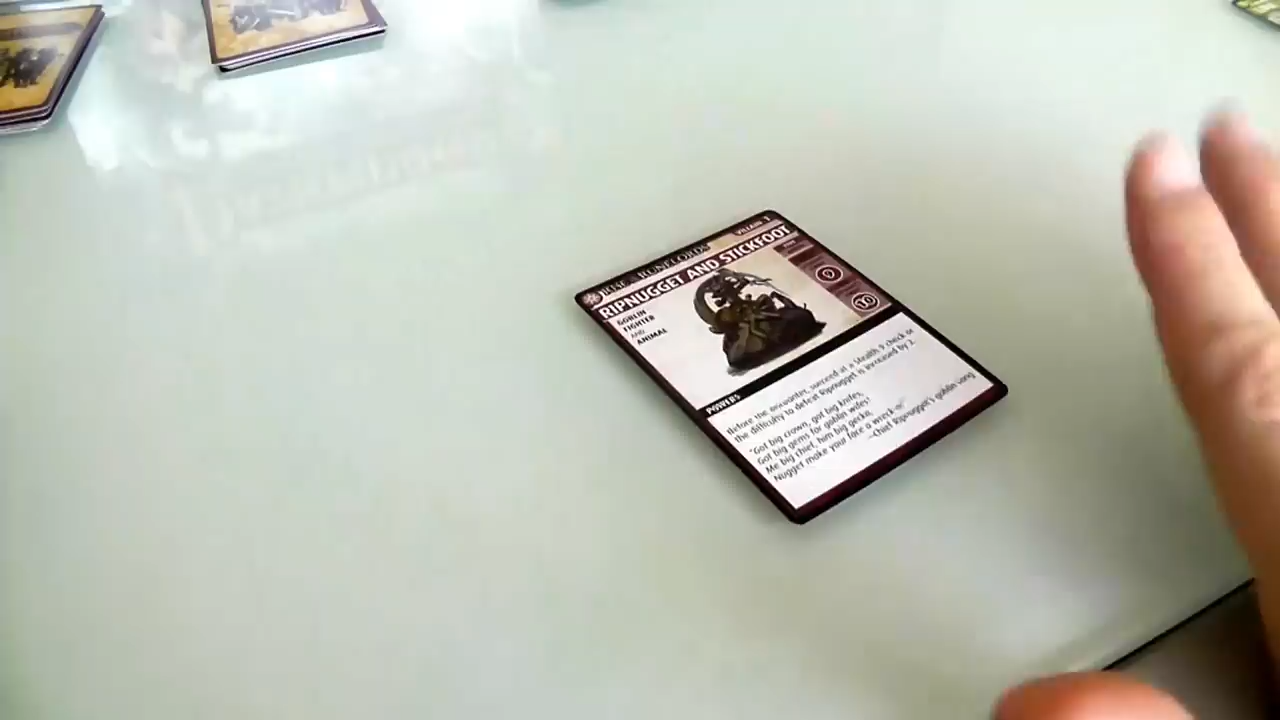 RISE OF THE RUNELORDS
VILLAIN 1
RIPNUGGET AND STICKFOOT
GOBLIN
FIGHTER
AND
ANIMAL
9
10
POWERS
Before the encounter, succeed at a Stealth 9 check or
the difficulty to defeat Ripnugget is increased by 2.
"Got big crown, got big knifes,
Got big gems for goblin wifes!
Me big chief, him big gecko,
Nugget make your face a wreck-o!"
—Chief Ripnugget's goblin song